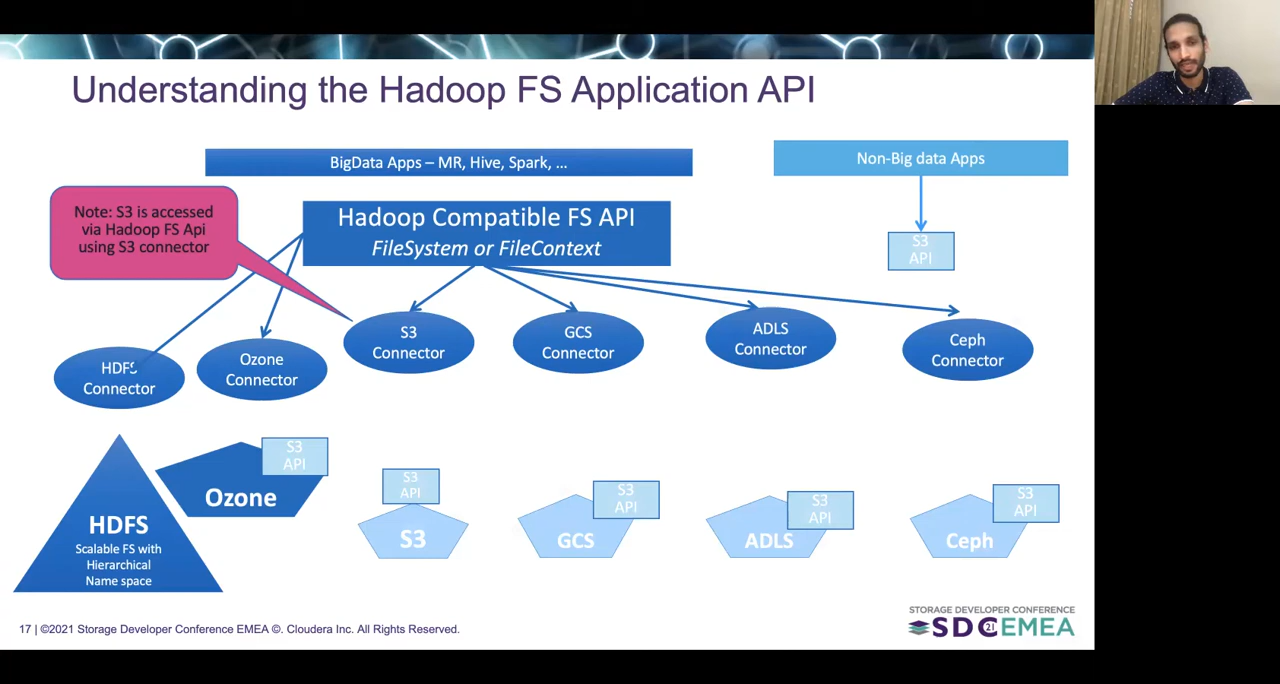 Understanding the Hadoop FS Application API
BigData Apps – MR, Hive, Spark, ...
Non-Big data Apps
Note: S3 is accessed
via Hadoop FS Api
using S3 connector
Hadoop Compatible FS API
FileSystem or FileContext
S3
API
HDFS
Connector
Ozone
Connector
S3
Connector
GCS
Connector
ADLS
Connector
Ceph
Connector
HDFS
Scalable FS with
Hierarchical
Name space
S3
API
Ozone
S3
API
S3
S3
API
GCS
S3
API
ADLS
S3
API
Ceph
17 | ©2021 Storage Developer Conference EMEA ©. Cloudera Inc. All Rights Reserved.
STORAGE DEVELOPER CONFERENCE
SDC 21 EMEA